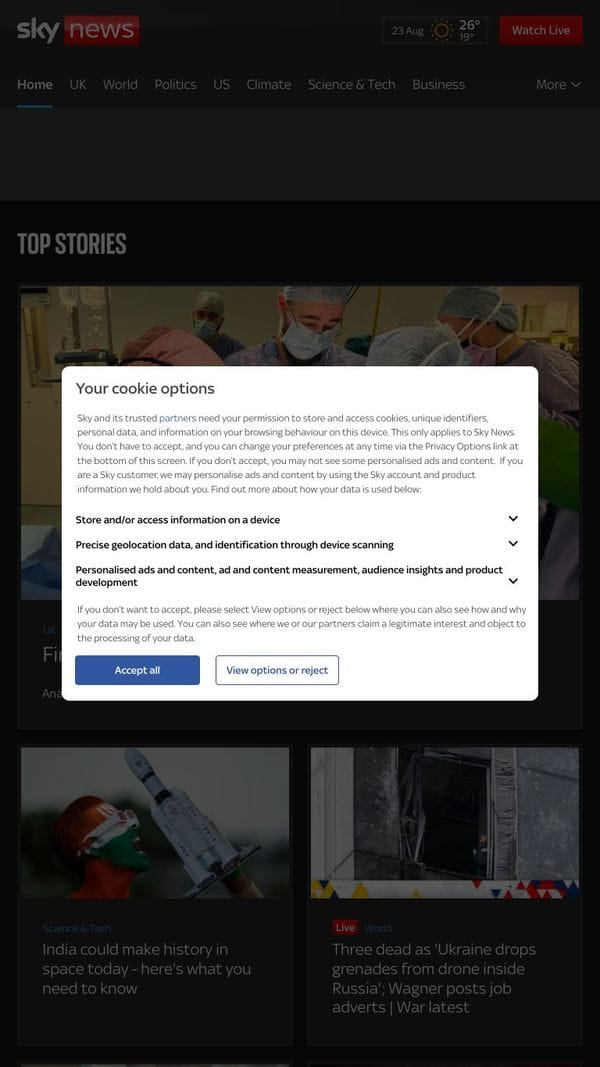 sky news
23 Aug
26°
19°
Watch Live
Home UK World Politics US Climate Science & Tech Business More
TOP STORIES
Your cookie options
Sky and its trusted partners need your permission to store and access cookies, unique identifiers,
personal data, and information on your browsing behaviour on this device. This only applies to Sky News.
You don't have to accept, and you can change your preferences at any time via the Privacy Options link at
the bottom of this screen. If you don't accept, you may not see some personalised ads and content. If you
are a Sky customer, we may personalise ads and content by using the Sky account and product
information we hold about you. Find out more about how your data is used below:
Store and/or access information on a device
Precise geolocation data, and identification through device scanning
Personalised ads and content, ad and content measurement, audience insights and product
development
If you don't want to accept, please select View options or reject below where you can also see how and why
your data may be used. You can also see where we or our partners claim a legitimate interest and object to
the processing of your data.
Accept all
View options or reject
UK
Science & Tech
India could make history in
space today - here's what you
need to know
Live World
Three dead as 'Ukraine drops
grenades from drone inside
Russia'; Wagner posts job
adverts | War latest